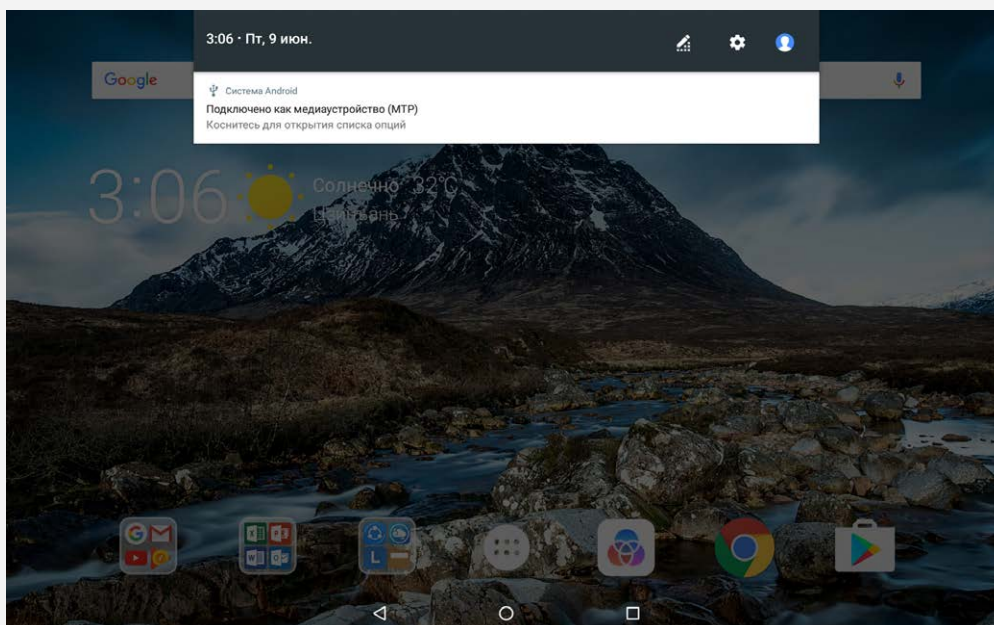 3:06 · Пт, 9 июн.
Google
Система Android
Подключено как медиаустройство (MTP)
Коснитесь для открытия списка опций
3:06
Солнечно 32°C
Цзинъань